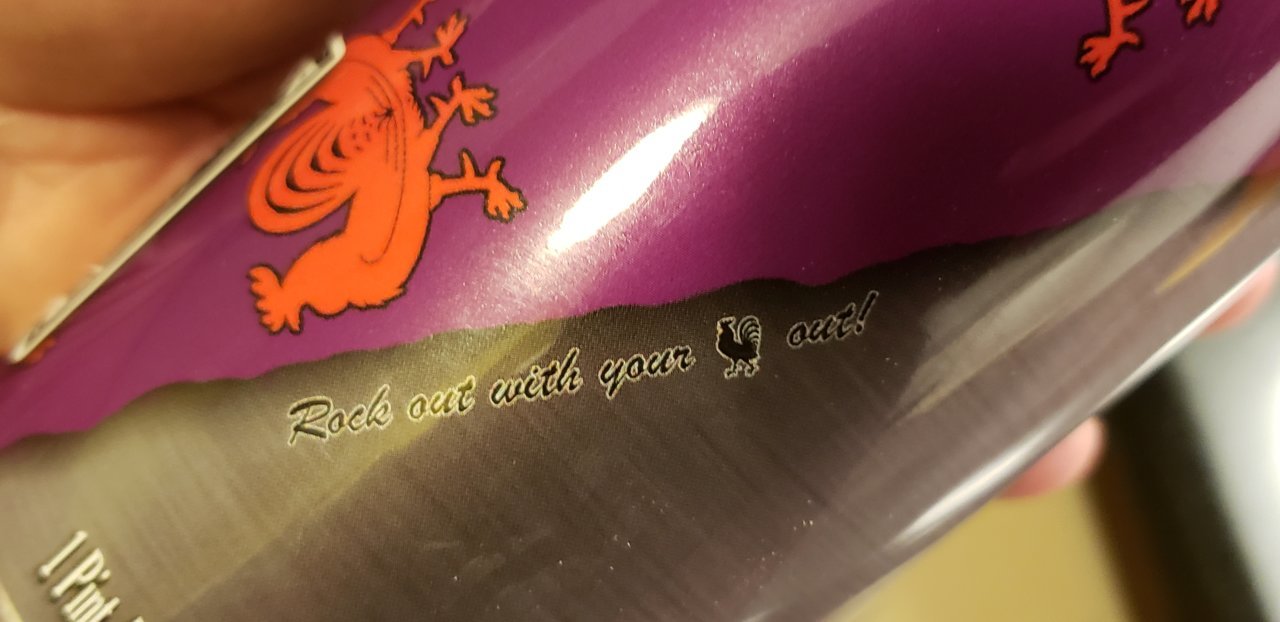 Rock out with your out!
1 Pint